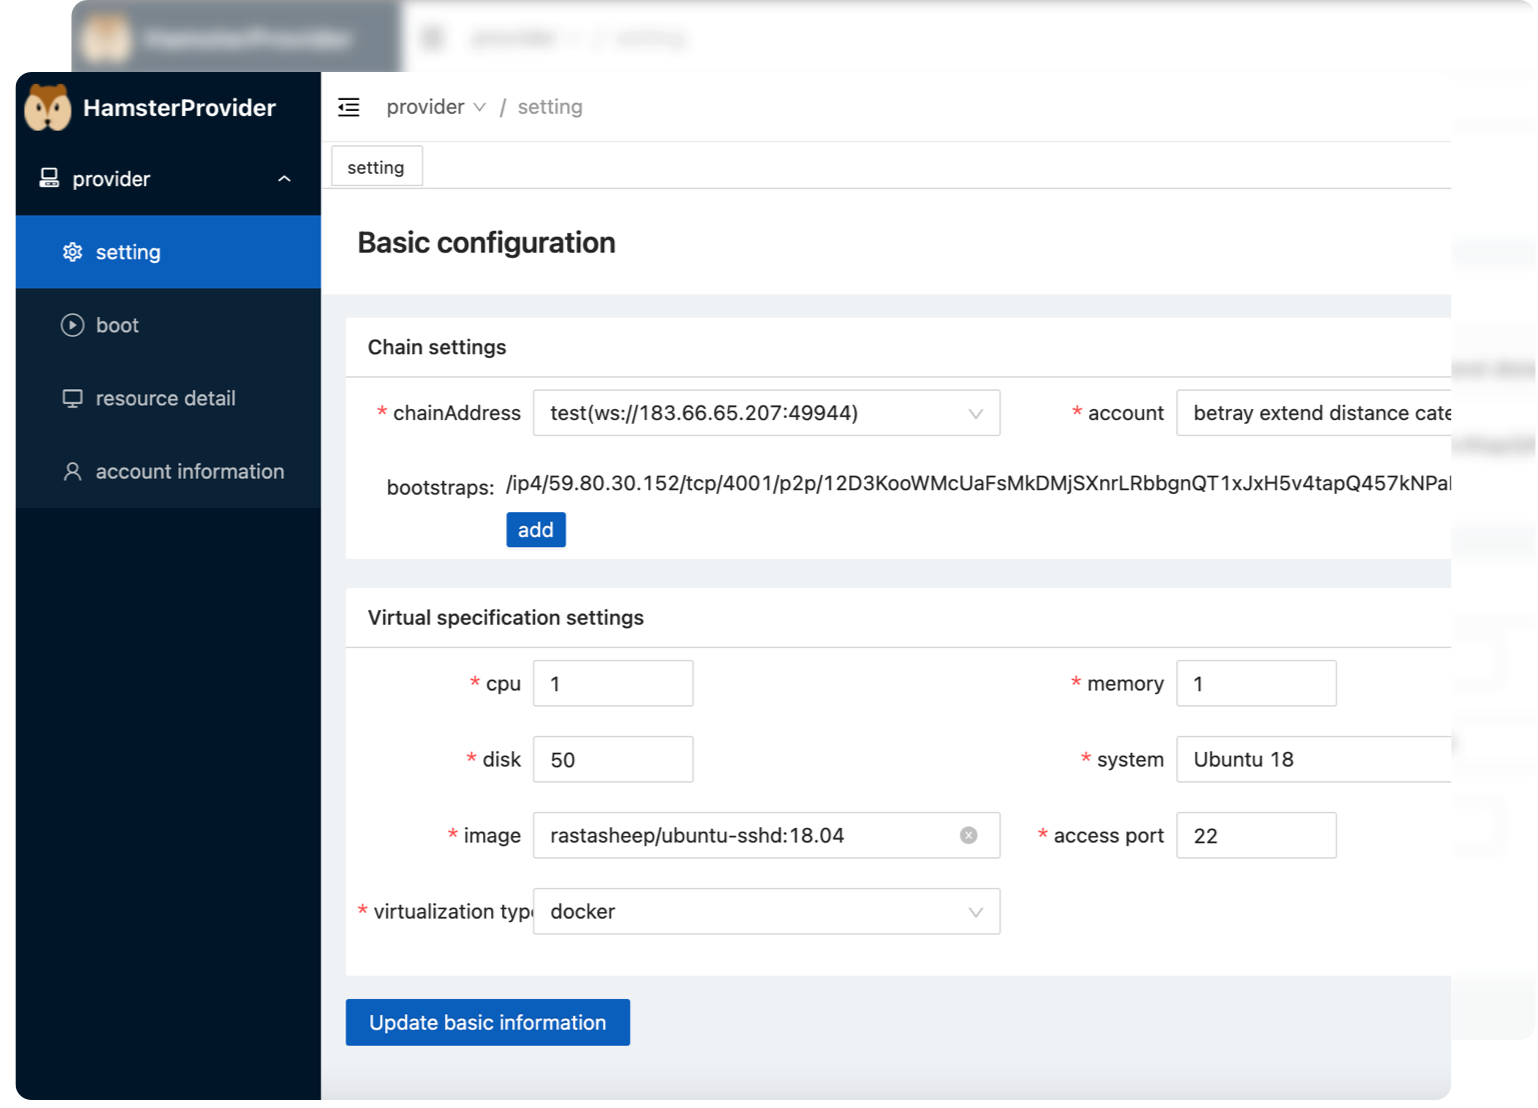 HamsterProvider
provider / setting
provider
setting
setting
boot
resource detail
account information
Basic configuration
Chain settings
* chainAddress test(ws://183.66.65.207:49944) * account betray extend distance cate
bootstraps: /ip4/59.80.30.152/tcp/4001/p2p/12D3KooWMcUaFsMkDMjSXnrLRbbgnQT1xJxH5v4tapQ457kNPa
add
Virtual specification settings
* cpu 1 * memory 1
* disk 50 * system Ubuntu 18
* image rastasheep/ubuntu-sshd:18.04 * access port 22
* virtualization type docker
Update basic information